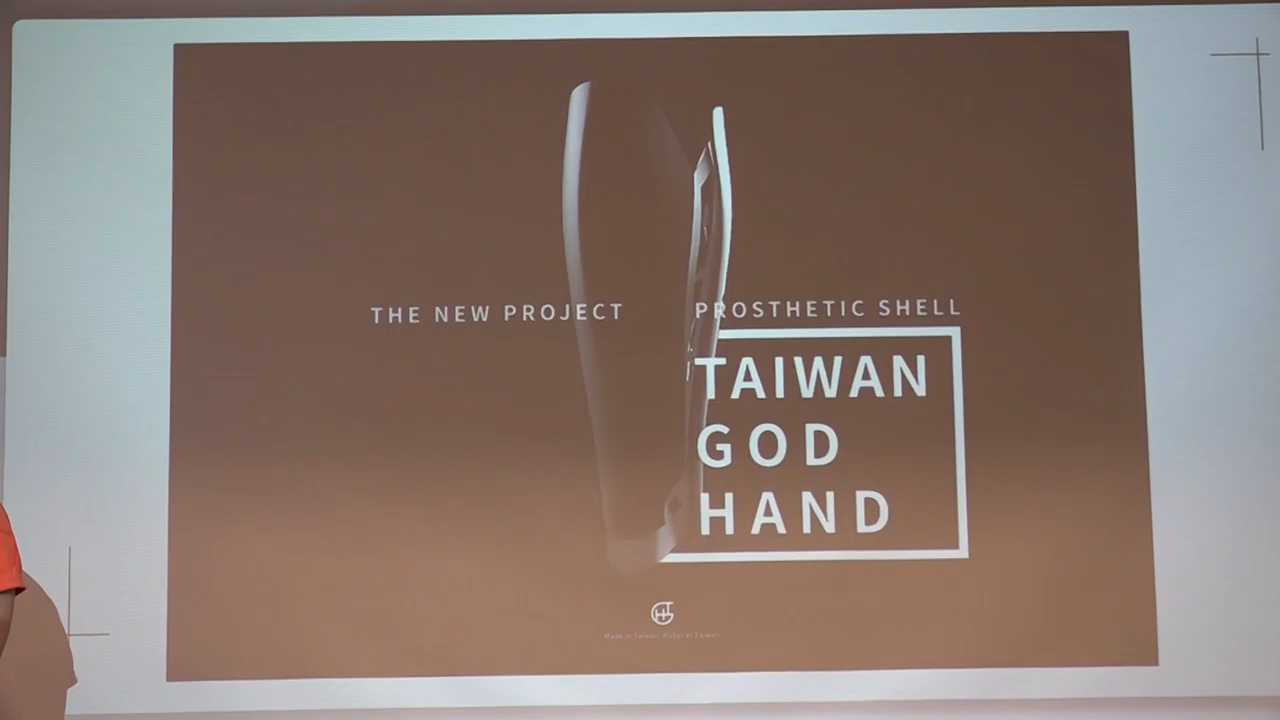 THE NEW PROJECT
PROSTHETIC SHELL
TAIWAN
GOD
HAND